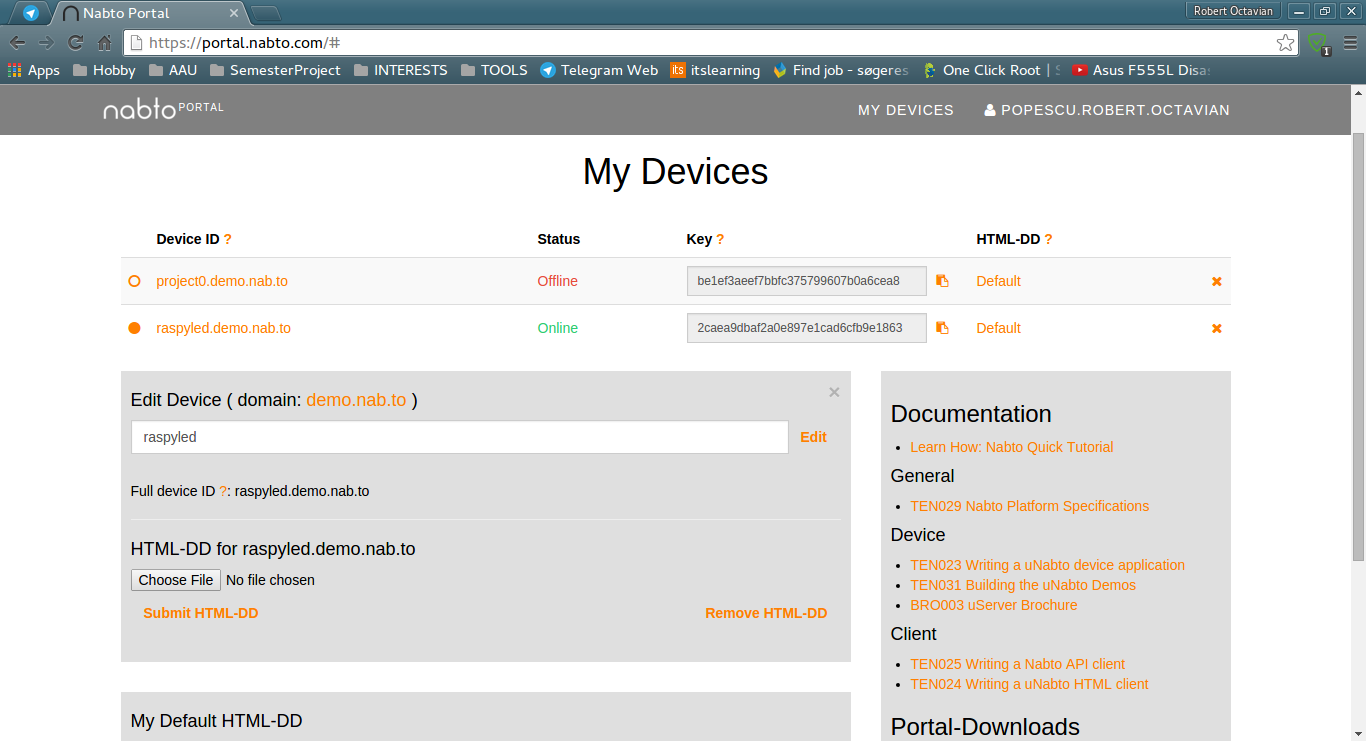 Nabto Portal
Robert Octavian
https://portal.nabto.com/#
1
Apps Hobby AAU SemesterProject INTERESTS TOOLS Telegram Web its itslearning Find job - søgeres One Click Root | S Asus F555L Disas
nabto PORTAL MY DEVICES POPESCU.ROBERT.OCTAVIAN
My Devices
Device ID ? Status Key ? HTML-DD ?
project0.demo.nab.to Offline be1ef3aeef7bbfc375799607b0a6cea8 Default
raspyled.demo.nab.to Online 2caea9dbaf2a0e897e1cad6cfb9e1863 Default
Edit Device ( domain: demo.nab.to )
raspyled Edit
Full device ID ?: raspyled.demo.nab.to
HTML-DD for raspyled.demo.nab.to
Choose File No file chosen
Submit HTML-DD Remove HTML-DD
My Default HTML-DD
Documentation
• Learn How: Nabto Quick Tutorial
General
• TEN029 Nabto Platform Specifications
Device
• TEN023 Writing a uNabto device application
• TEN031 Building the uNabto Demos
• BRO003 uServer Brochure
Client
• TEN025 Writing a Nabto API client
• TEN024 Writing a uNabto HTML client
Portal-Downloads